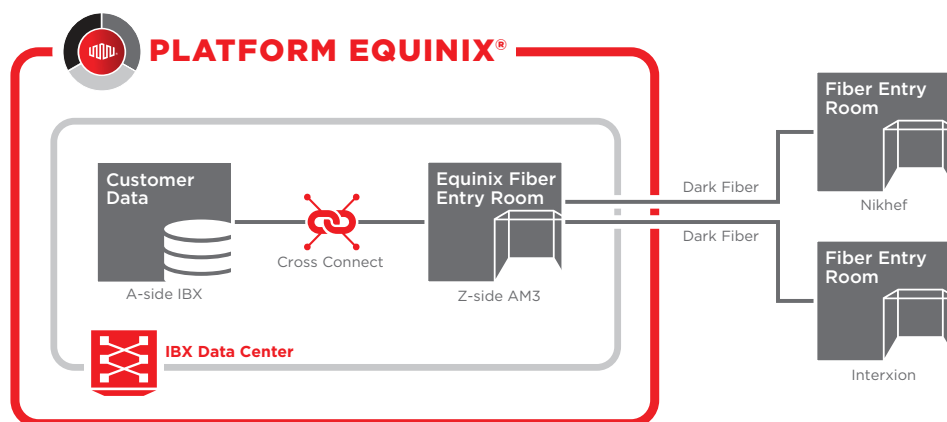 PLATFORM EQUINIX®
Customer
Data
A-side IBX
Cross Connect
Equinix Fiber
Entry Room
Z-side AM3
Dark Fiber
Dark Fiber
Fiber Entry
Room
Nikhef
Fiber Entry
Room
Interxion
IBX Data Center